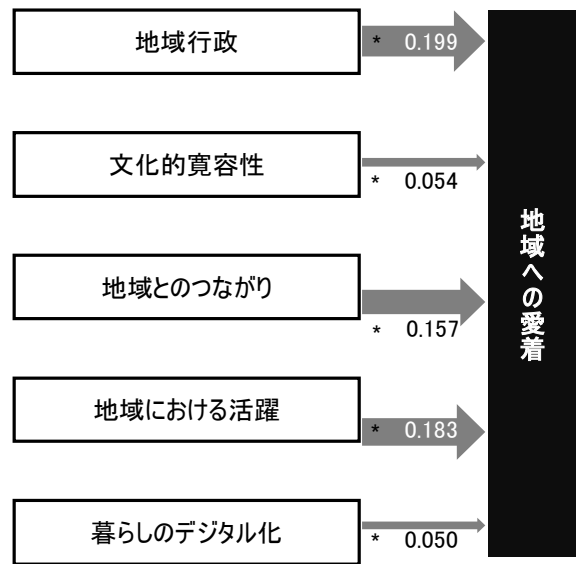 地域行政
* 0.199
文化的寛容性
* 0.054
地域とのつながり
* 0.157
地域における活躍
* 0.183
暮らしのデジタル化
* 0.050
地域への愛着